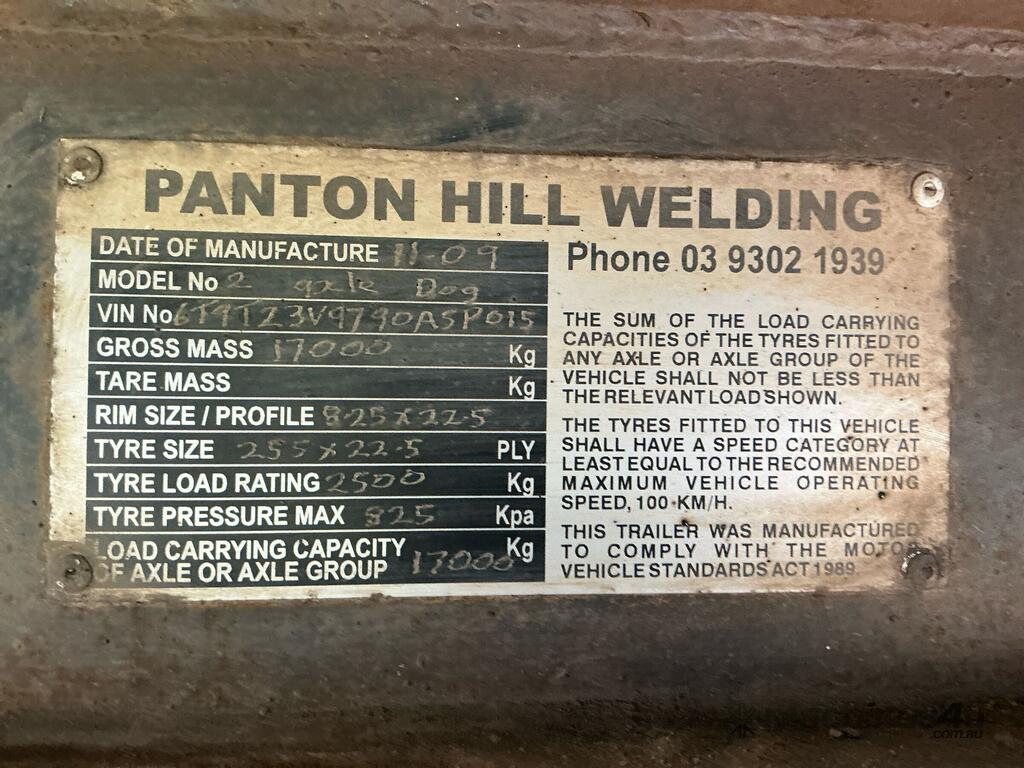 PANTON HILL WELDING
Phone 03 9302 1939
DATE OF MANUFACTURE 11-09
MODEL No 2 axle Dog
VIN No 6T9T23V9790ASP015
GROSS MASS 17000 Kg
TARE MASS Kg
RIM SIZE / PROFILE 825x22.5
TYRE SIZE 255x22.5 PLY
TYRE LOAD RATING 2500 Kg
TYRE PRESSURE MAX 825 Kpa
LOAD CARRYING CAPACITY Kg
OF AXLE OR AXLE GROUP 17000
THE SUM OF THE LOAD CARRYING
CAPACITIES OF THE TYRES FITTED TO
ANY AXLE OR AXLE GROUP OF THE
VEHICLE SHALL NOT BE LESS THAN
THE RELEVANT LOAD SHOWN.
THE TYRES FITTED TO THIS VEHICLE
SHALL HAVE A SPEED CATEGORY AT
LEAST EQUAL TO THE RECOMMENDED
MAXIMUM VEHICLE OPERATING
SPEED, 100 KM/H.
THIS TRAILER WAS MANUFACTURED
TO COMPLY WITH THE MOTOR
VEHICLE STANDARDS ACT 1989.
.com.au